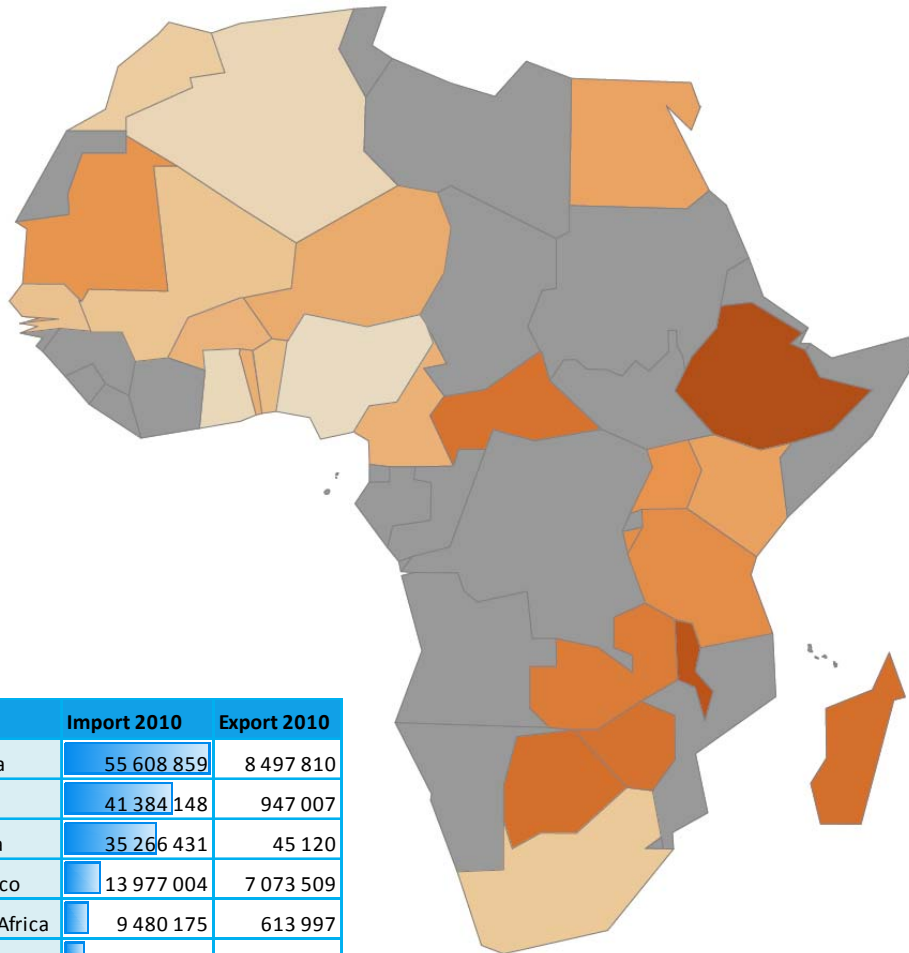 Import 2010 Export 2010
a 55 608 859 8 497 810
41 384 148 947 007
35 266 431 45 120
co 13 977 004 7 073 509
Africa 9 480 175 613 997